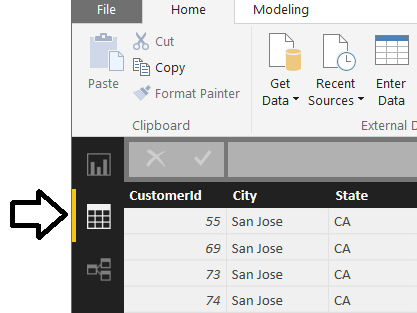 File Home Modeling
Paste
Cut
Copy
Format Painter
Clipboard
Get Data
Recent Sources
Enter Data
External D
CustomerId City State
55 San Jose CA
69 San Jose CA
73 San Jose CA
74 San Jose CA